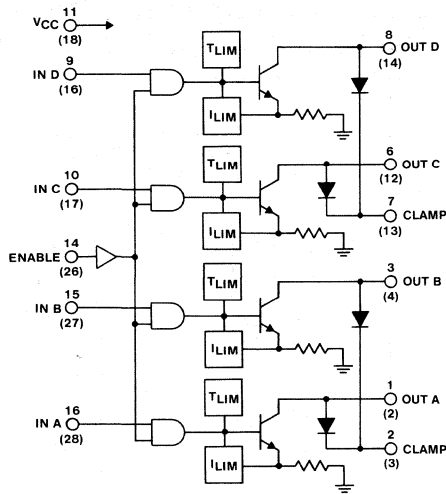 11
VCC
(18)
9
IN D
(16)
TLIM
ILIM
8
OUT D
(14)
10
IN C
(17)
TLIM
ILIM
6
OUT C
(12)
7
CLAMP
(13)
14
ENABLE
(26)
15
IN B
(27)
TLIM
ILIM
3
OUT B
(4)
16
IN A
(28)
TLIM
ILIM
1
OUT A
(2)
2
CLAMP
(3)